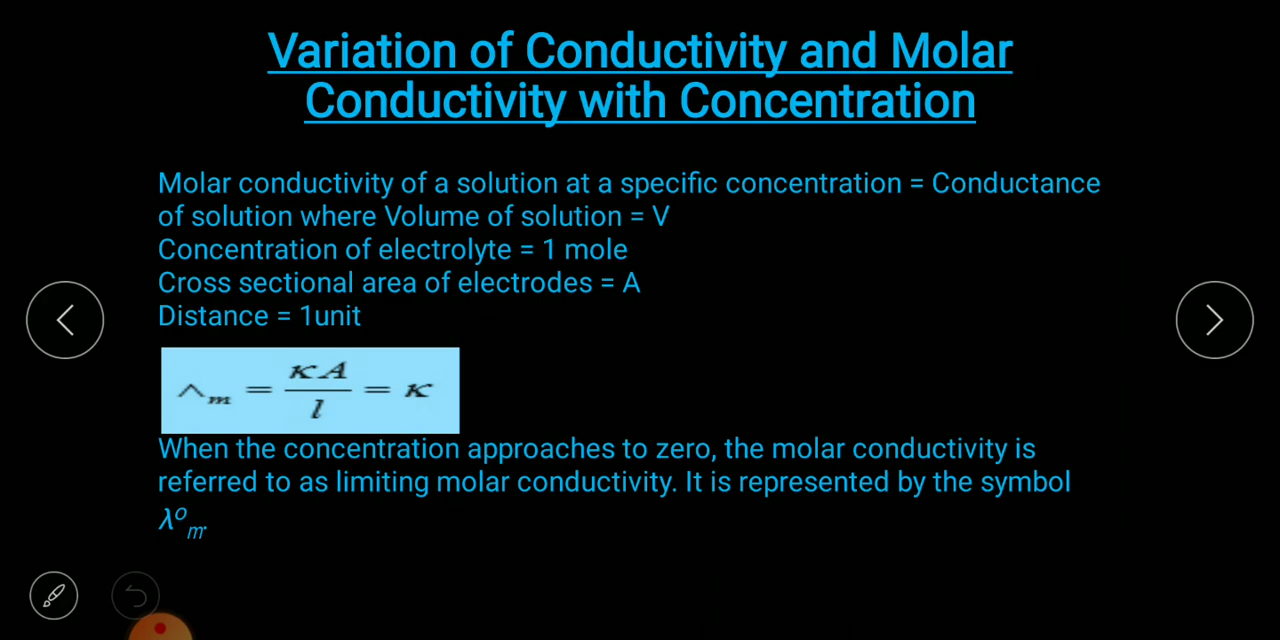 Variation of Conductivity and Molar
Conductivity with Concentration
Molar conductivity of a solution at a specific concentration = Conductance
of solution where Volume of solution = V
Concentration of electrolyte = 1 mole
Cross sectional area of electrodes = A
Distance = 1unit
^m = κA/l = κ
When the concentration approaches to zero, the molar conductivity is
referred to as limiting molar conductivity. It is represented by the symbol
λ°m.